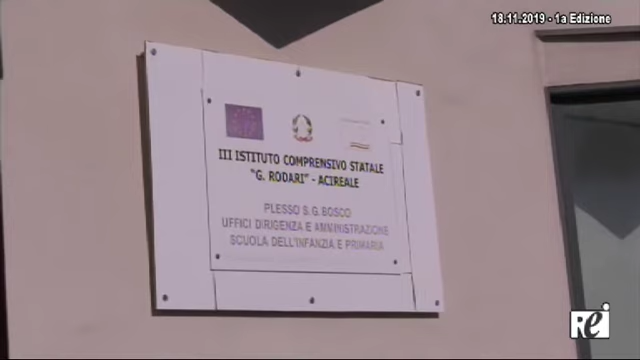 18.11.2019 - 1a Edizione
III ISTITUTO COMPRENSIVO STATALE
"G. RODARI" - ACIREALE
PLESSO S. G. BOSCO
UFFICI DIRIGENZA E AMMINISTRAZIONE
SCUOLA DELL'INFANZIA E PRIMARIA
REi